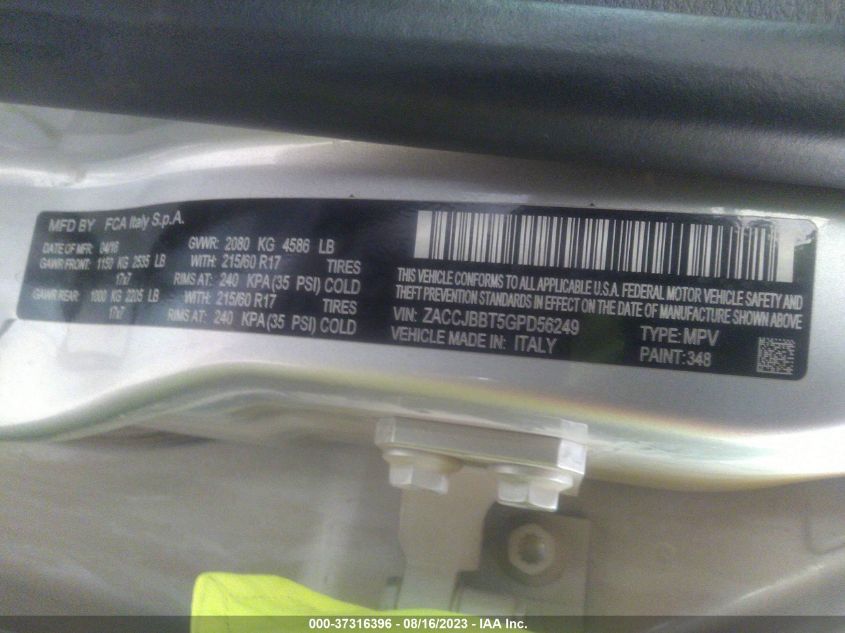 MFD BY FCA Italy S.p.A.
DATE OF MFR 04/16 GVWR: 2080 KG 4586 LB
GAWR FRONT: 1150 KG 2535 LB WITH: 215/60 R17 TIRES
17x7 RIMS AT: 240 KPA (35 PSI) COLD
GAWR REAR: 1000 KG 2205 LB WITH: 215/60 R17 TIRES
17x7 RIMS AT: 240 KPA (35 PSI) COLD
THIS VEHICLE CONFORMS TO ALL APPLICABLE U.S.A. FEDERAL MOTOR VEHICLE SAFETY AND
THEFT PREVENTION STANDARDS IN EFFECT ON THE DATE OF MANUFACTURE SHOWN ABOVE
VIN: ZACCJBBT5GPD56249 TYPE: MPV
VEHICLE MADE IN: ITALY PAINT: 348
000-37316396 - 08/16/2023 - IAA Inc.